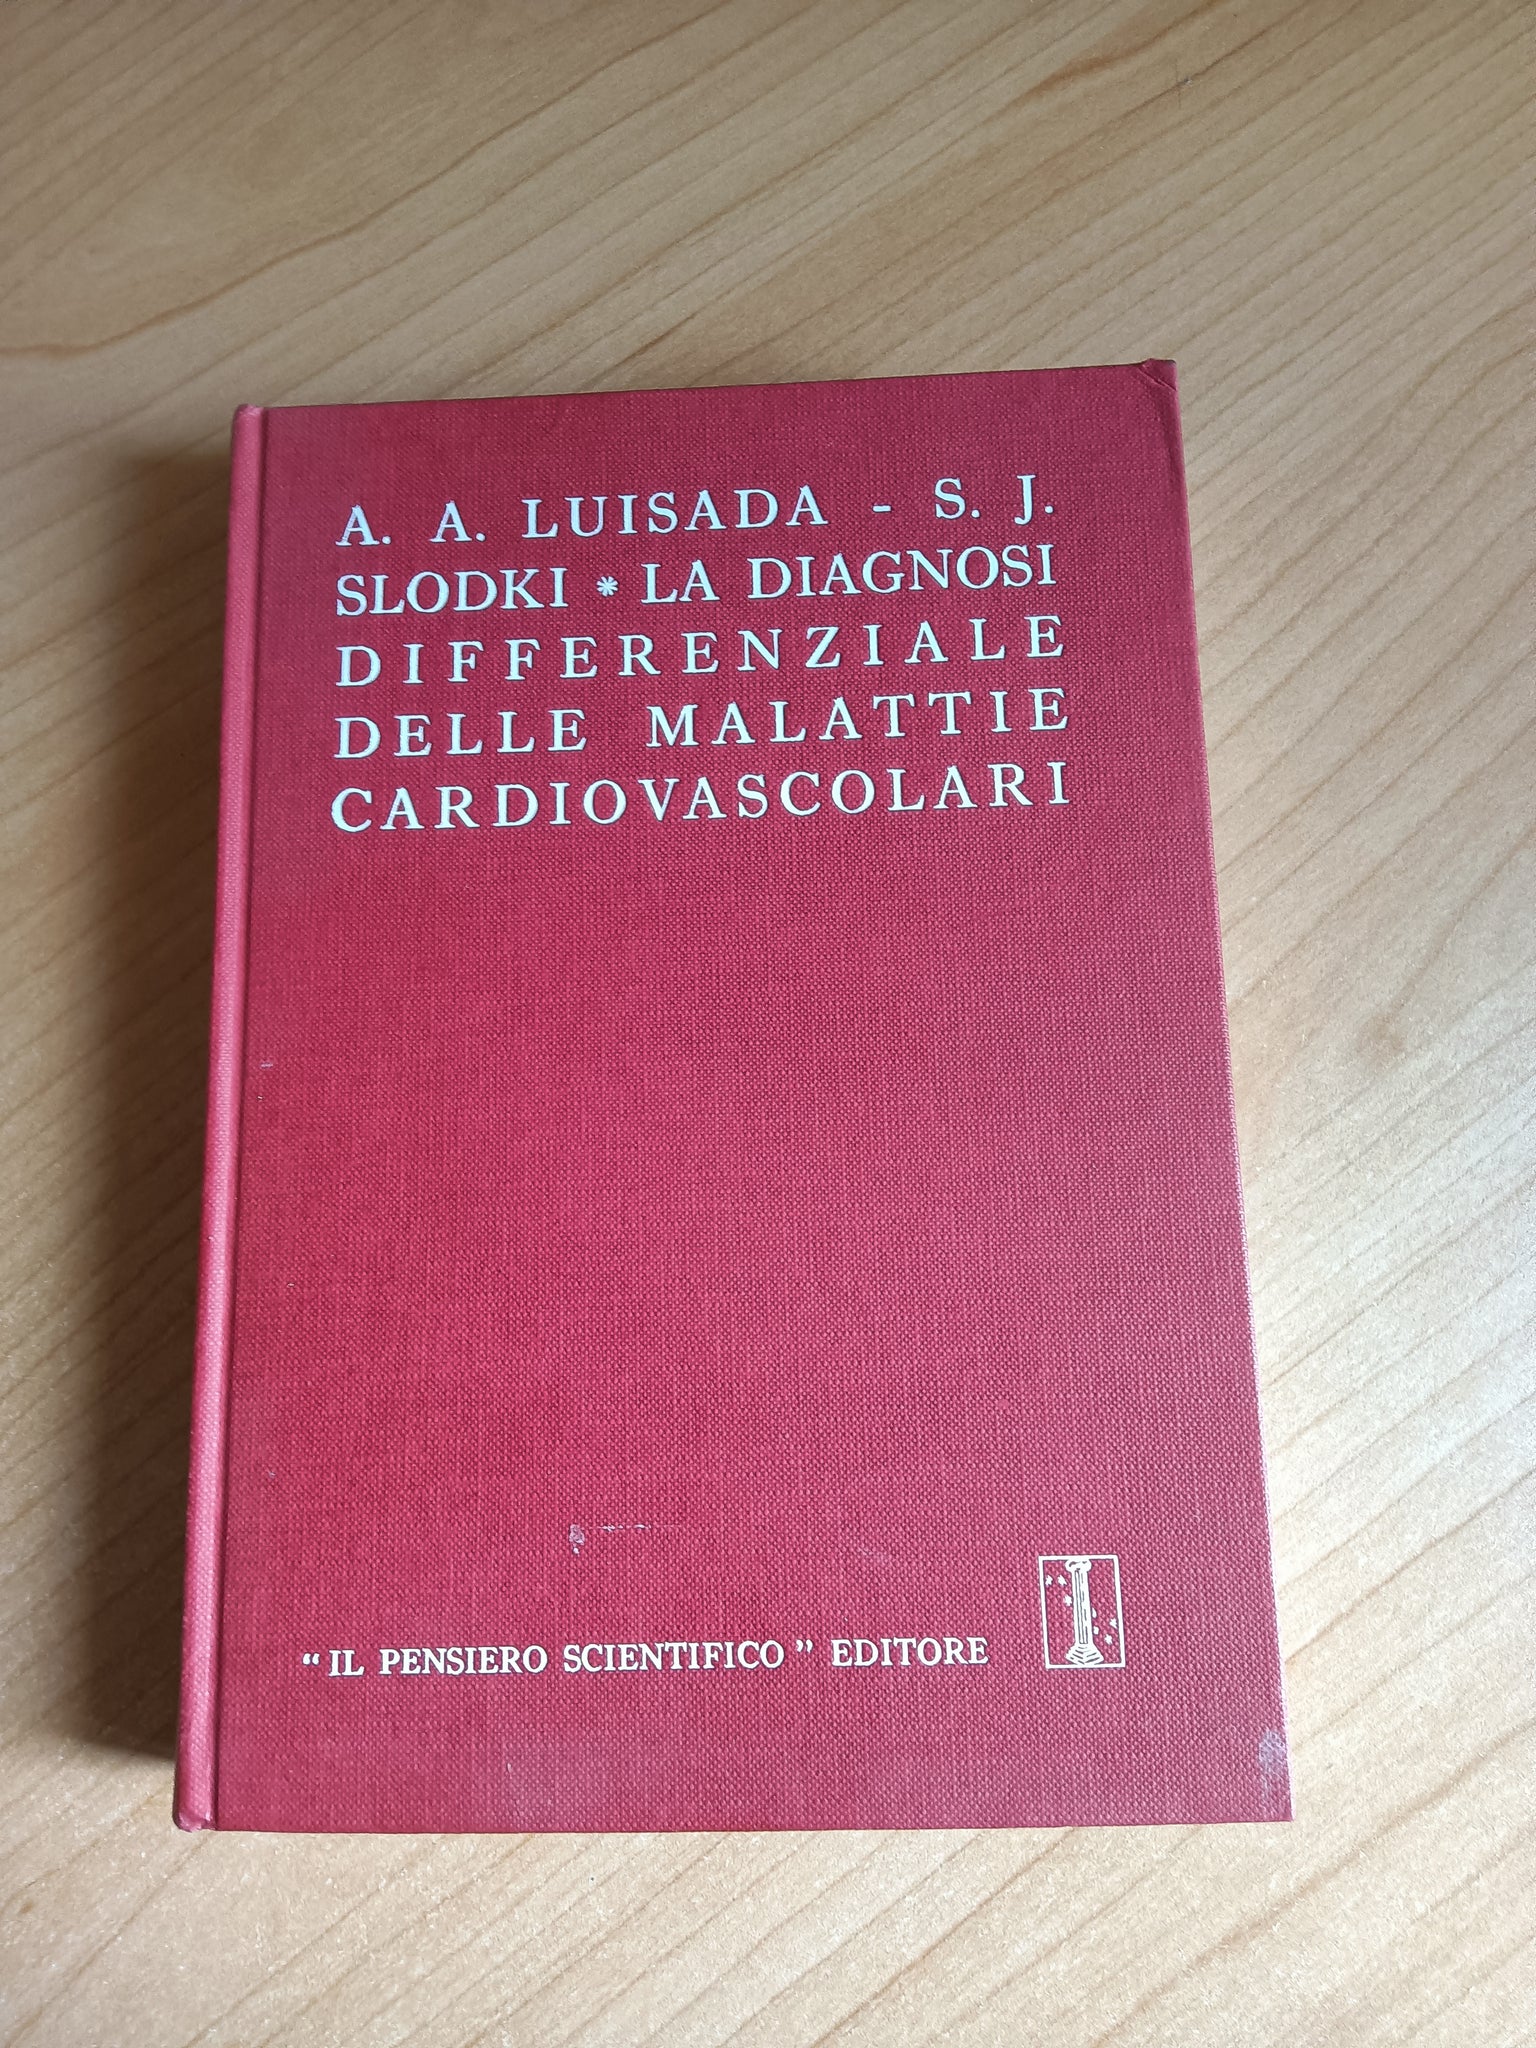 A. A. LUISADA - S. J.
SLODKI * LA DIAGNOSI
DIFFERENZIALE
DELLE MALATTIE
CARDIOVASCOLARI
“IL PENSIERO SCIENTIFICO” EDITORE